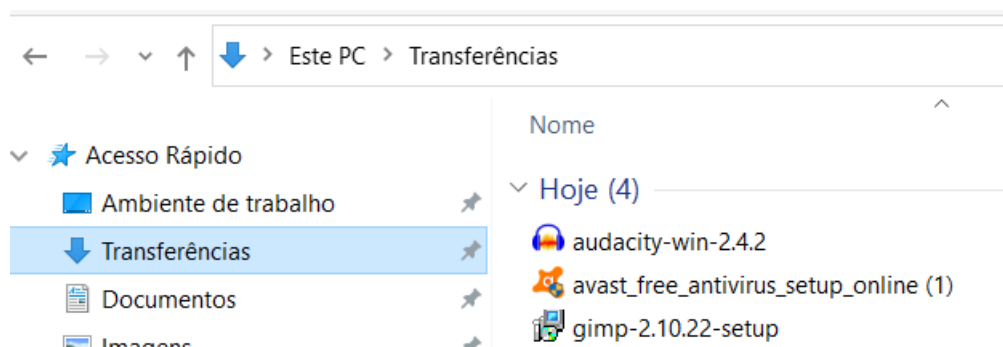 Este PC > Transferências
Nome
Acesso Rápido
Hoje (4)
Ambiente de trabalho
audacity-win-2.4.2
Transferências
avast_free_antivirus_setup_online (1)
Documentos
gimp-2.10.22-setup
Imagens